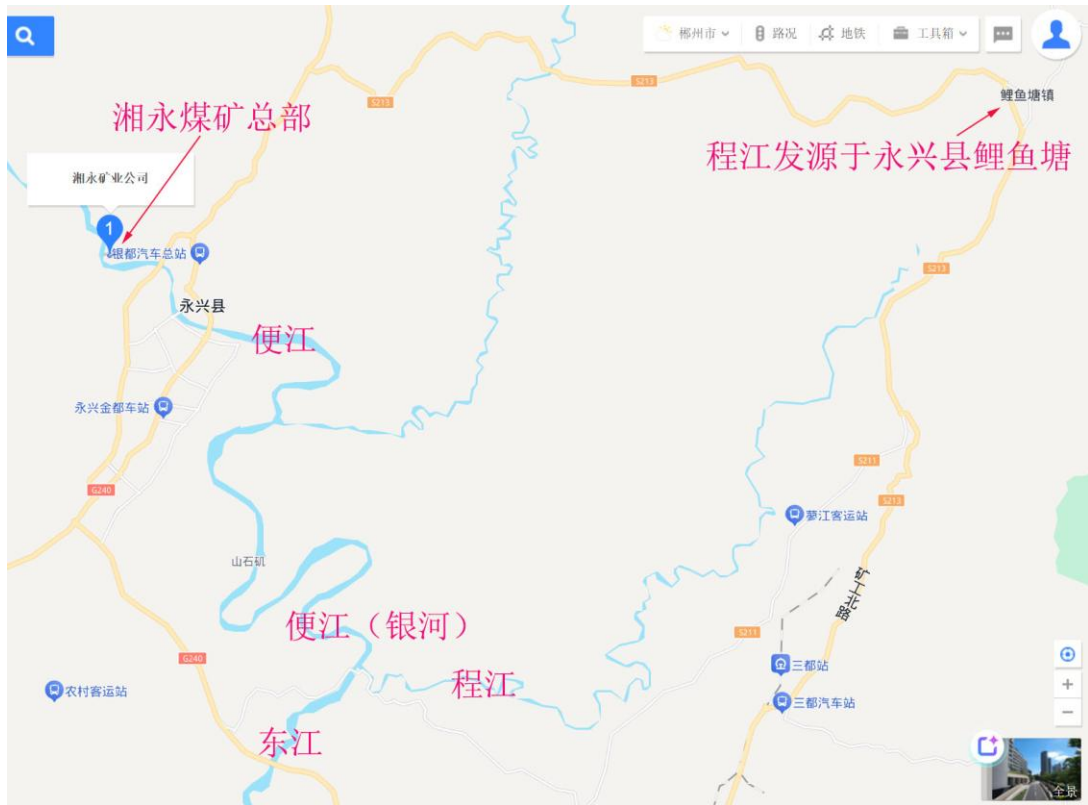 郴州市
路况
地铁
工具箱
S213
S213
鲤鱼塘镇
湘永煤矿总部
程江发源于永兴县鲤鱼塘
湘永矿业公司
1
银都汽车总站
S213
永兴县
便江
永兴金都车站
S211
G240
S213
蓼江客运站
山石矶
矿工北路
便江（银河）
S211
G240
三都站
农村客运站
程江
三都汽车站
东江
全景